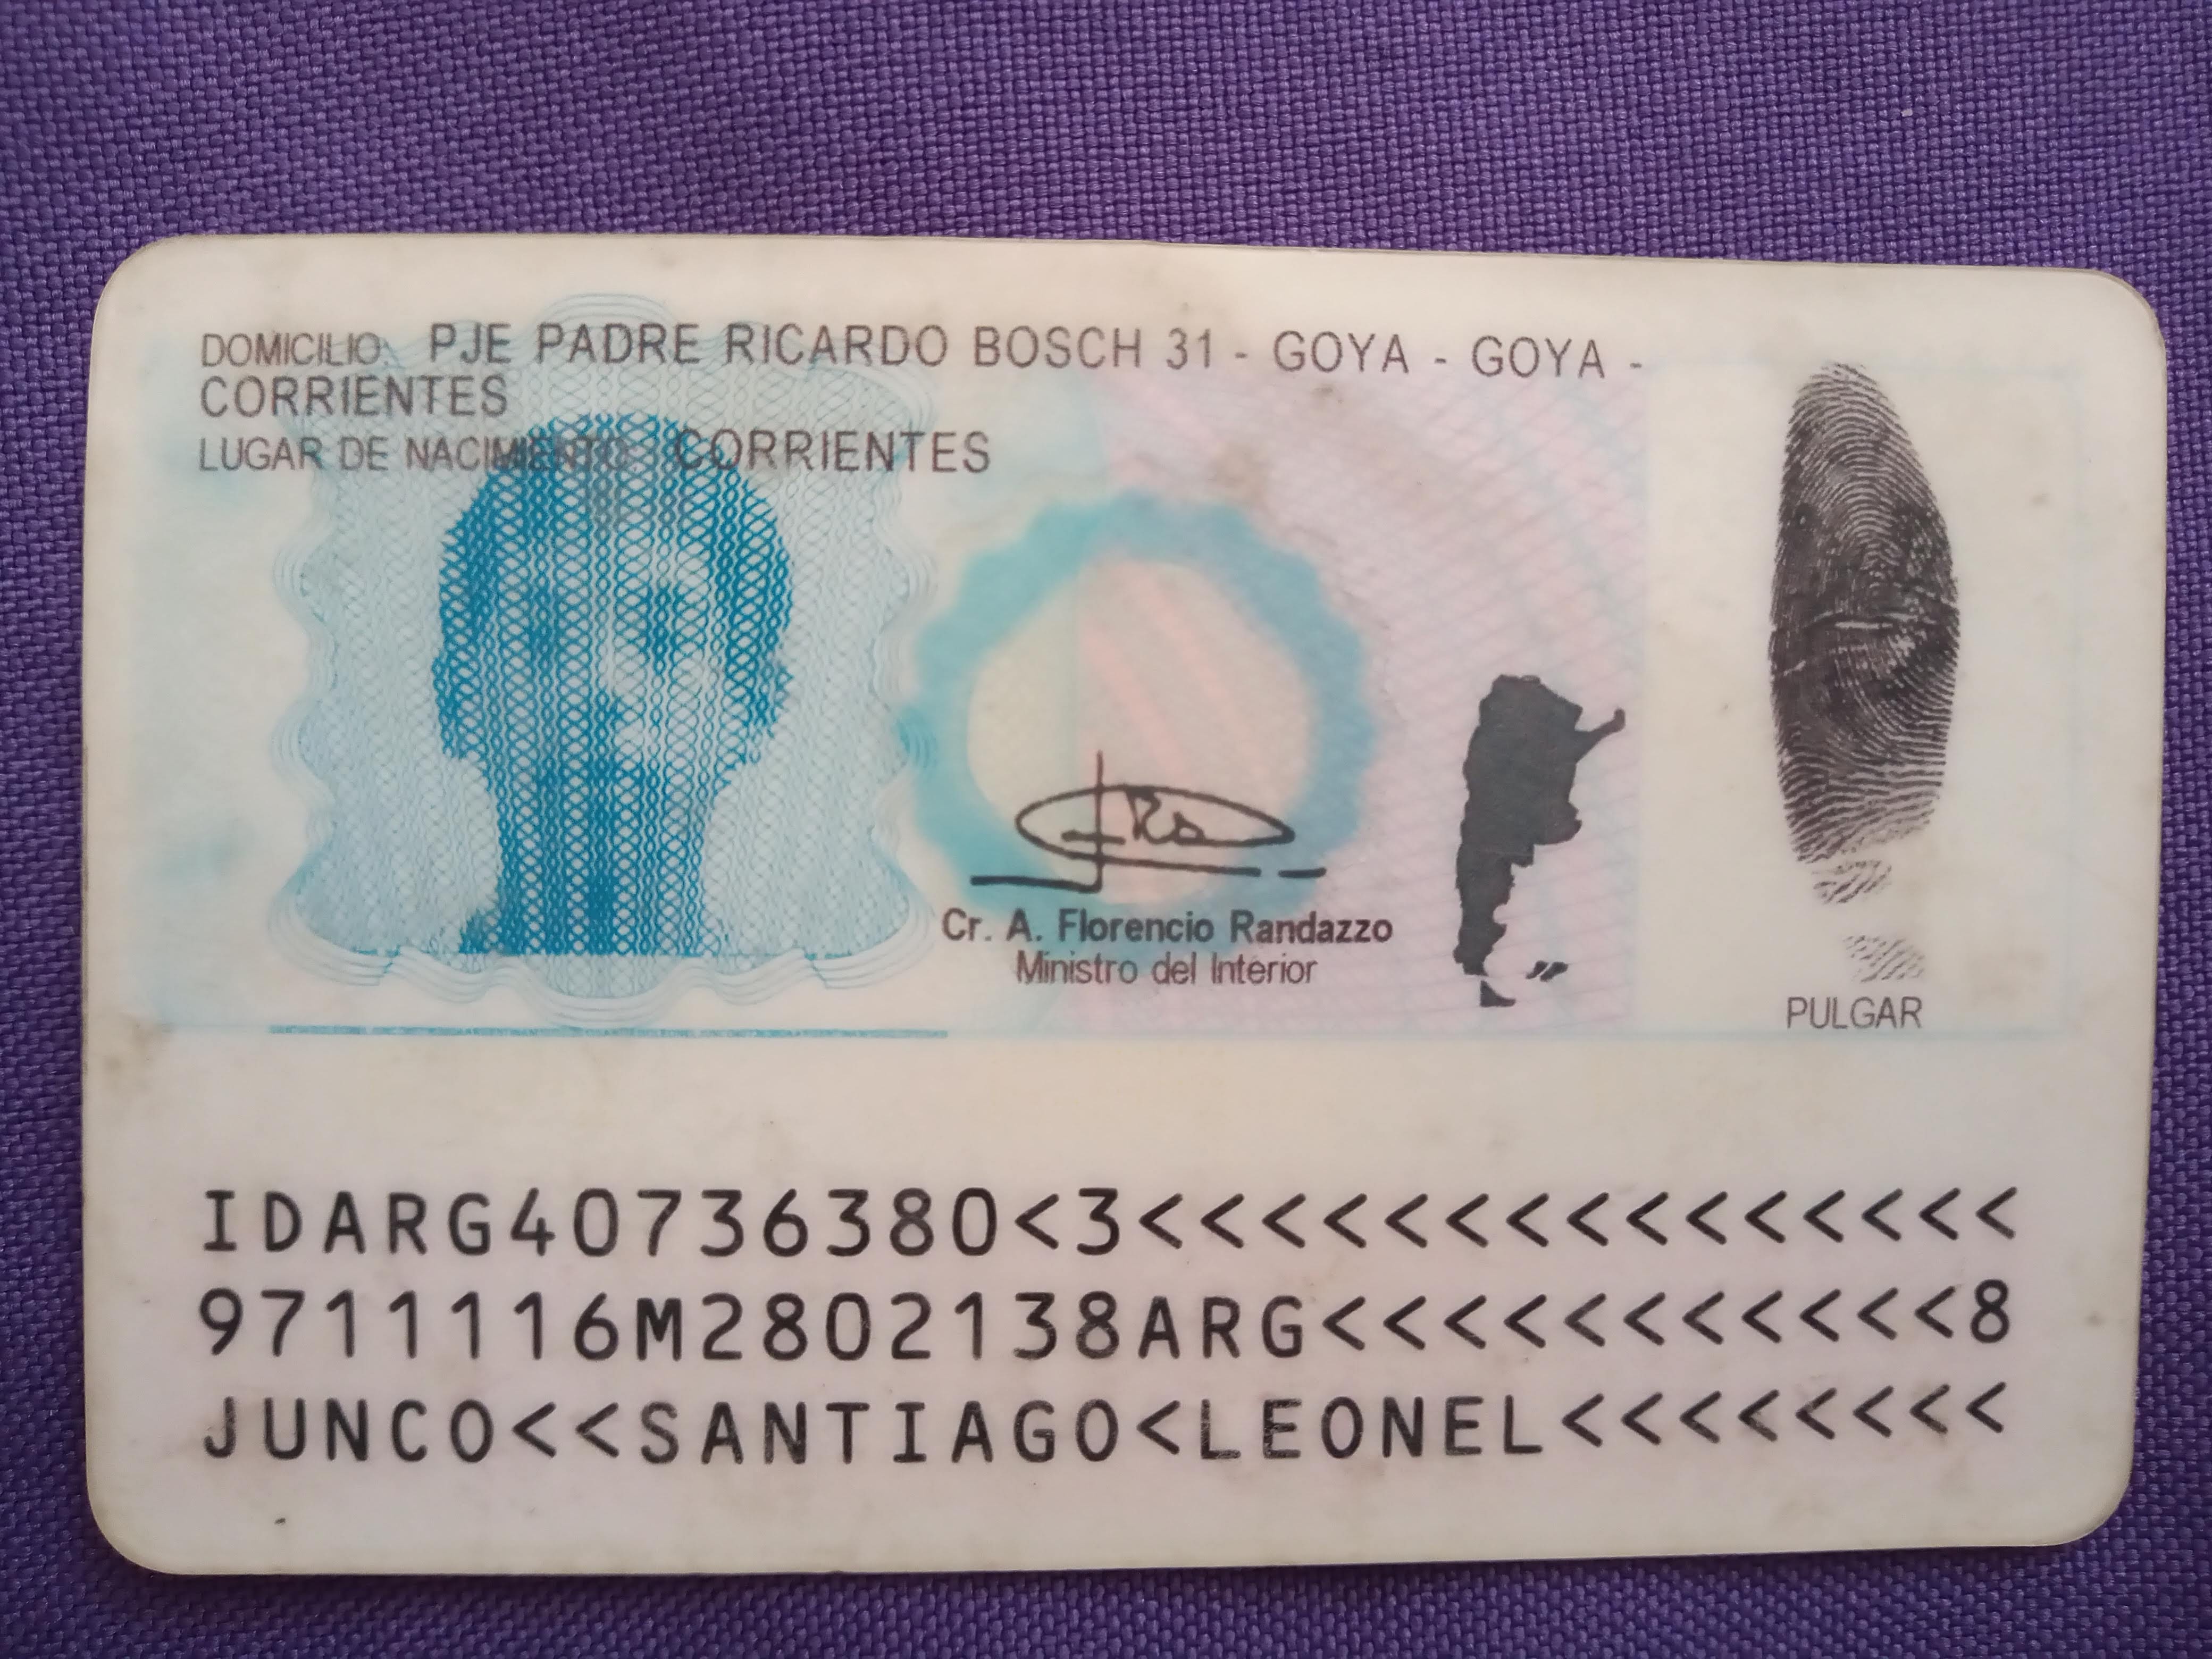 DOMICILIO: PJE PADRE RICARDO BOSCH 31 - GOYA - GOYA -
CORRIENTES
LUGAR DE NACIMIENTO: CORRIENTES
Cr. A. Florencio Randazzo
Ministro del Interior
PULGAR
IDARG40736380<3<<<<<<<<<<<<<<<
9711116M2802138ARG<<<<<<<<<<<8
JUNCO<<SANTIAGO<LEONEL<<<<<<<<